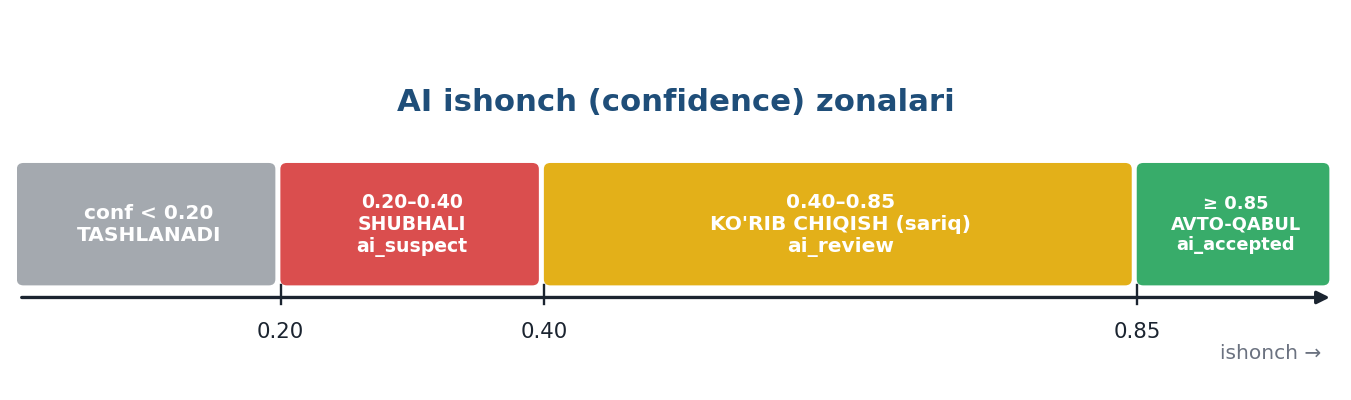 AI ishonch (confidence) zonalari
conf < 0.20
TASHLANADI
0.20–0.40
SHUBHALI
ai_suspect
0.40–0.85
KO'RIB CHIQISH (sariq)
ai_review
≥ 0.85
AVTO-QABUL
ai_accepted
0.20
0.40
0.85
ishonch →